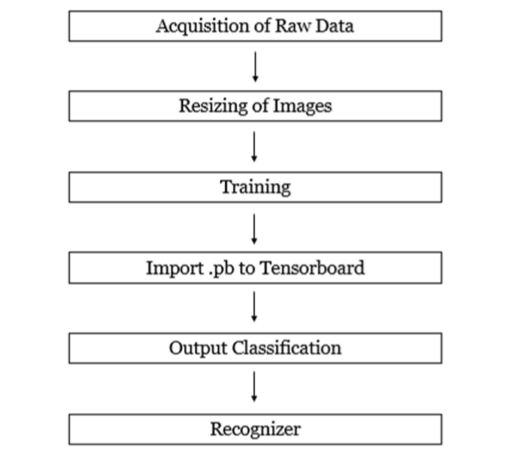 Acquisition of Raw Data
Resizing of Images
Training
Import .pb to Tensorboard
Output Classification
Recognizer